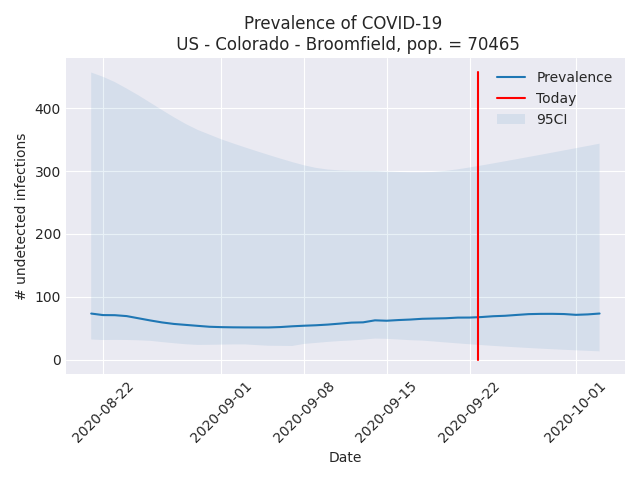 Prevalence of COVID-19
US - Colorado - Broomfield, pop. = 70465
Prevalence
Today
95CI
# undetected infections
400
300
200
100
0
2020-08-22
2020-09-01
2020-09-08
2020-09-15
2020-09-22
2020-10-01
Date